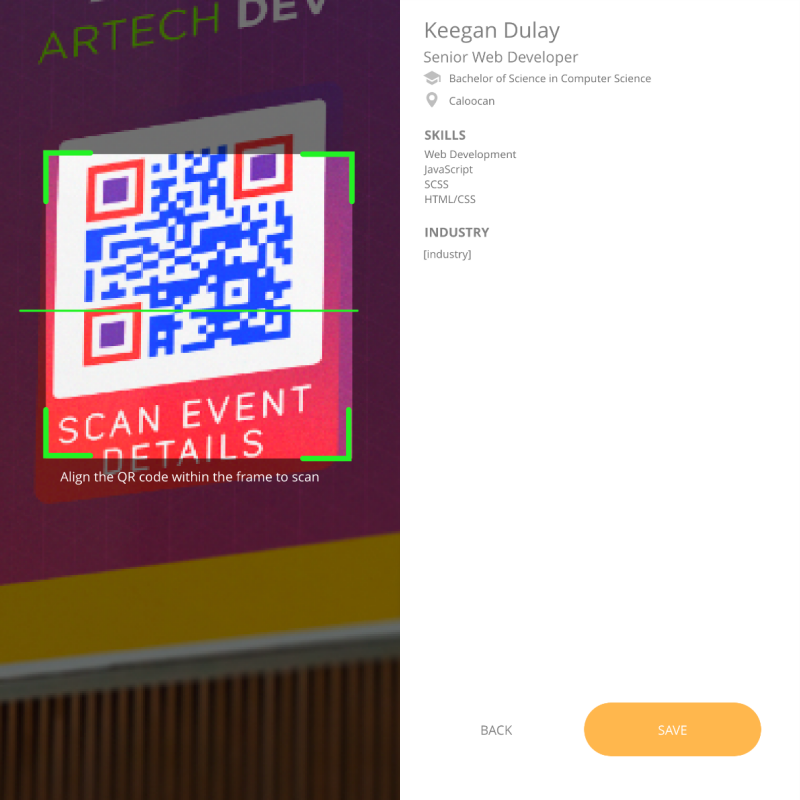 ARTECH DEV
SCAN EVENT
DETAILS
Align the QR code within the frame to scan
Keegan Dulay
Senior Web Developer
Bachelor of Science in Computer Science
Caloocan
SKILLS
Web Development
JavaScript
SCSS
HTML/CSS
INDUSTRY
[industry]
BACK
SAVE